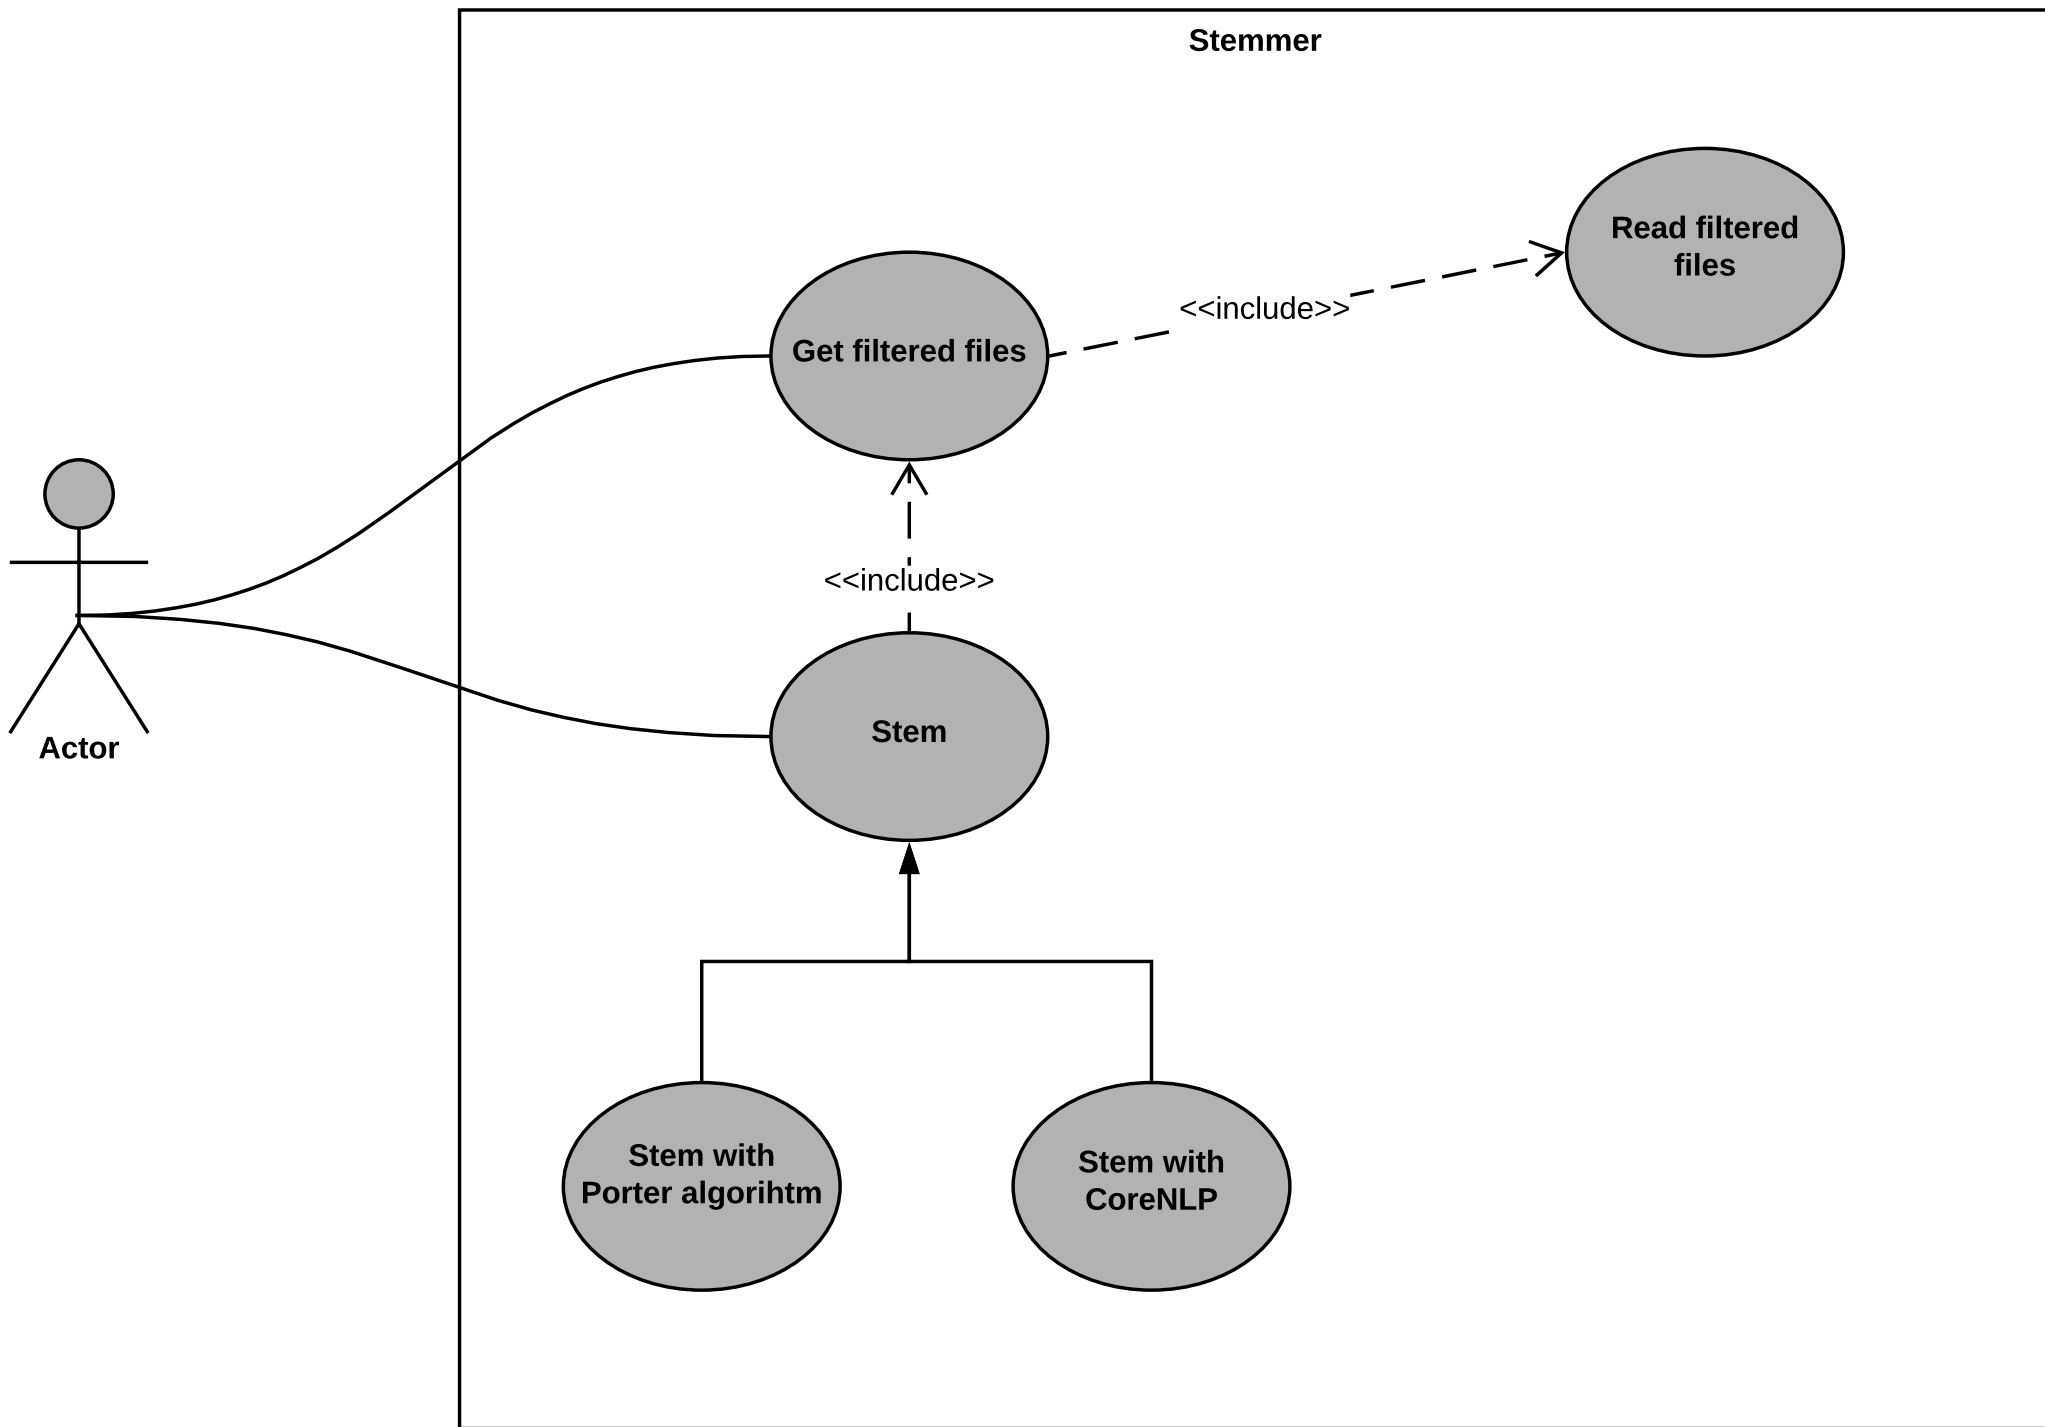 Stemmer
Read filtered
files
<<include>>
Get filtered files
<<include>>
Stem
Actor
Stem with
Porter algorihtm
Stem with
CoreNLP